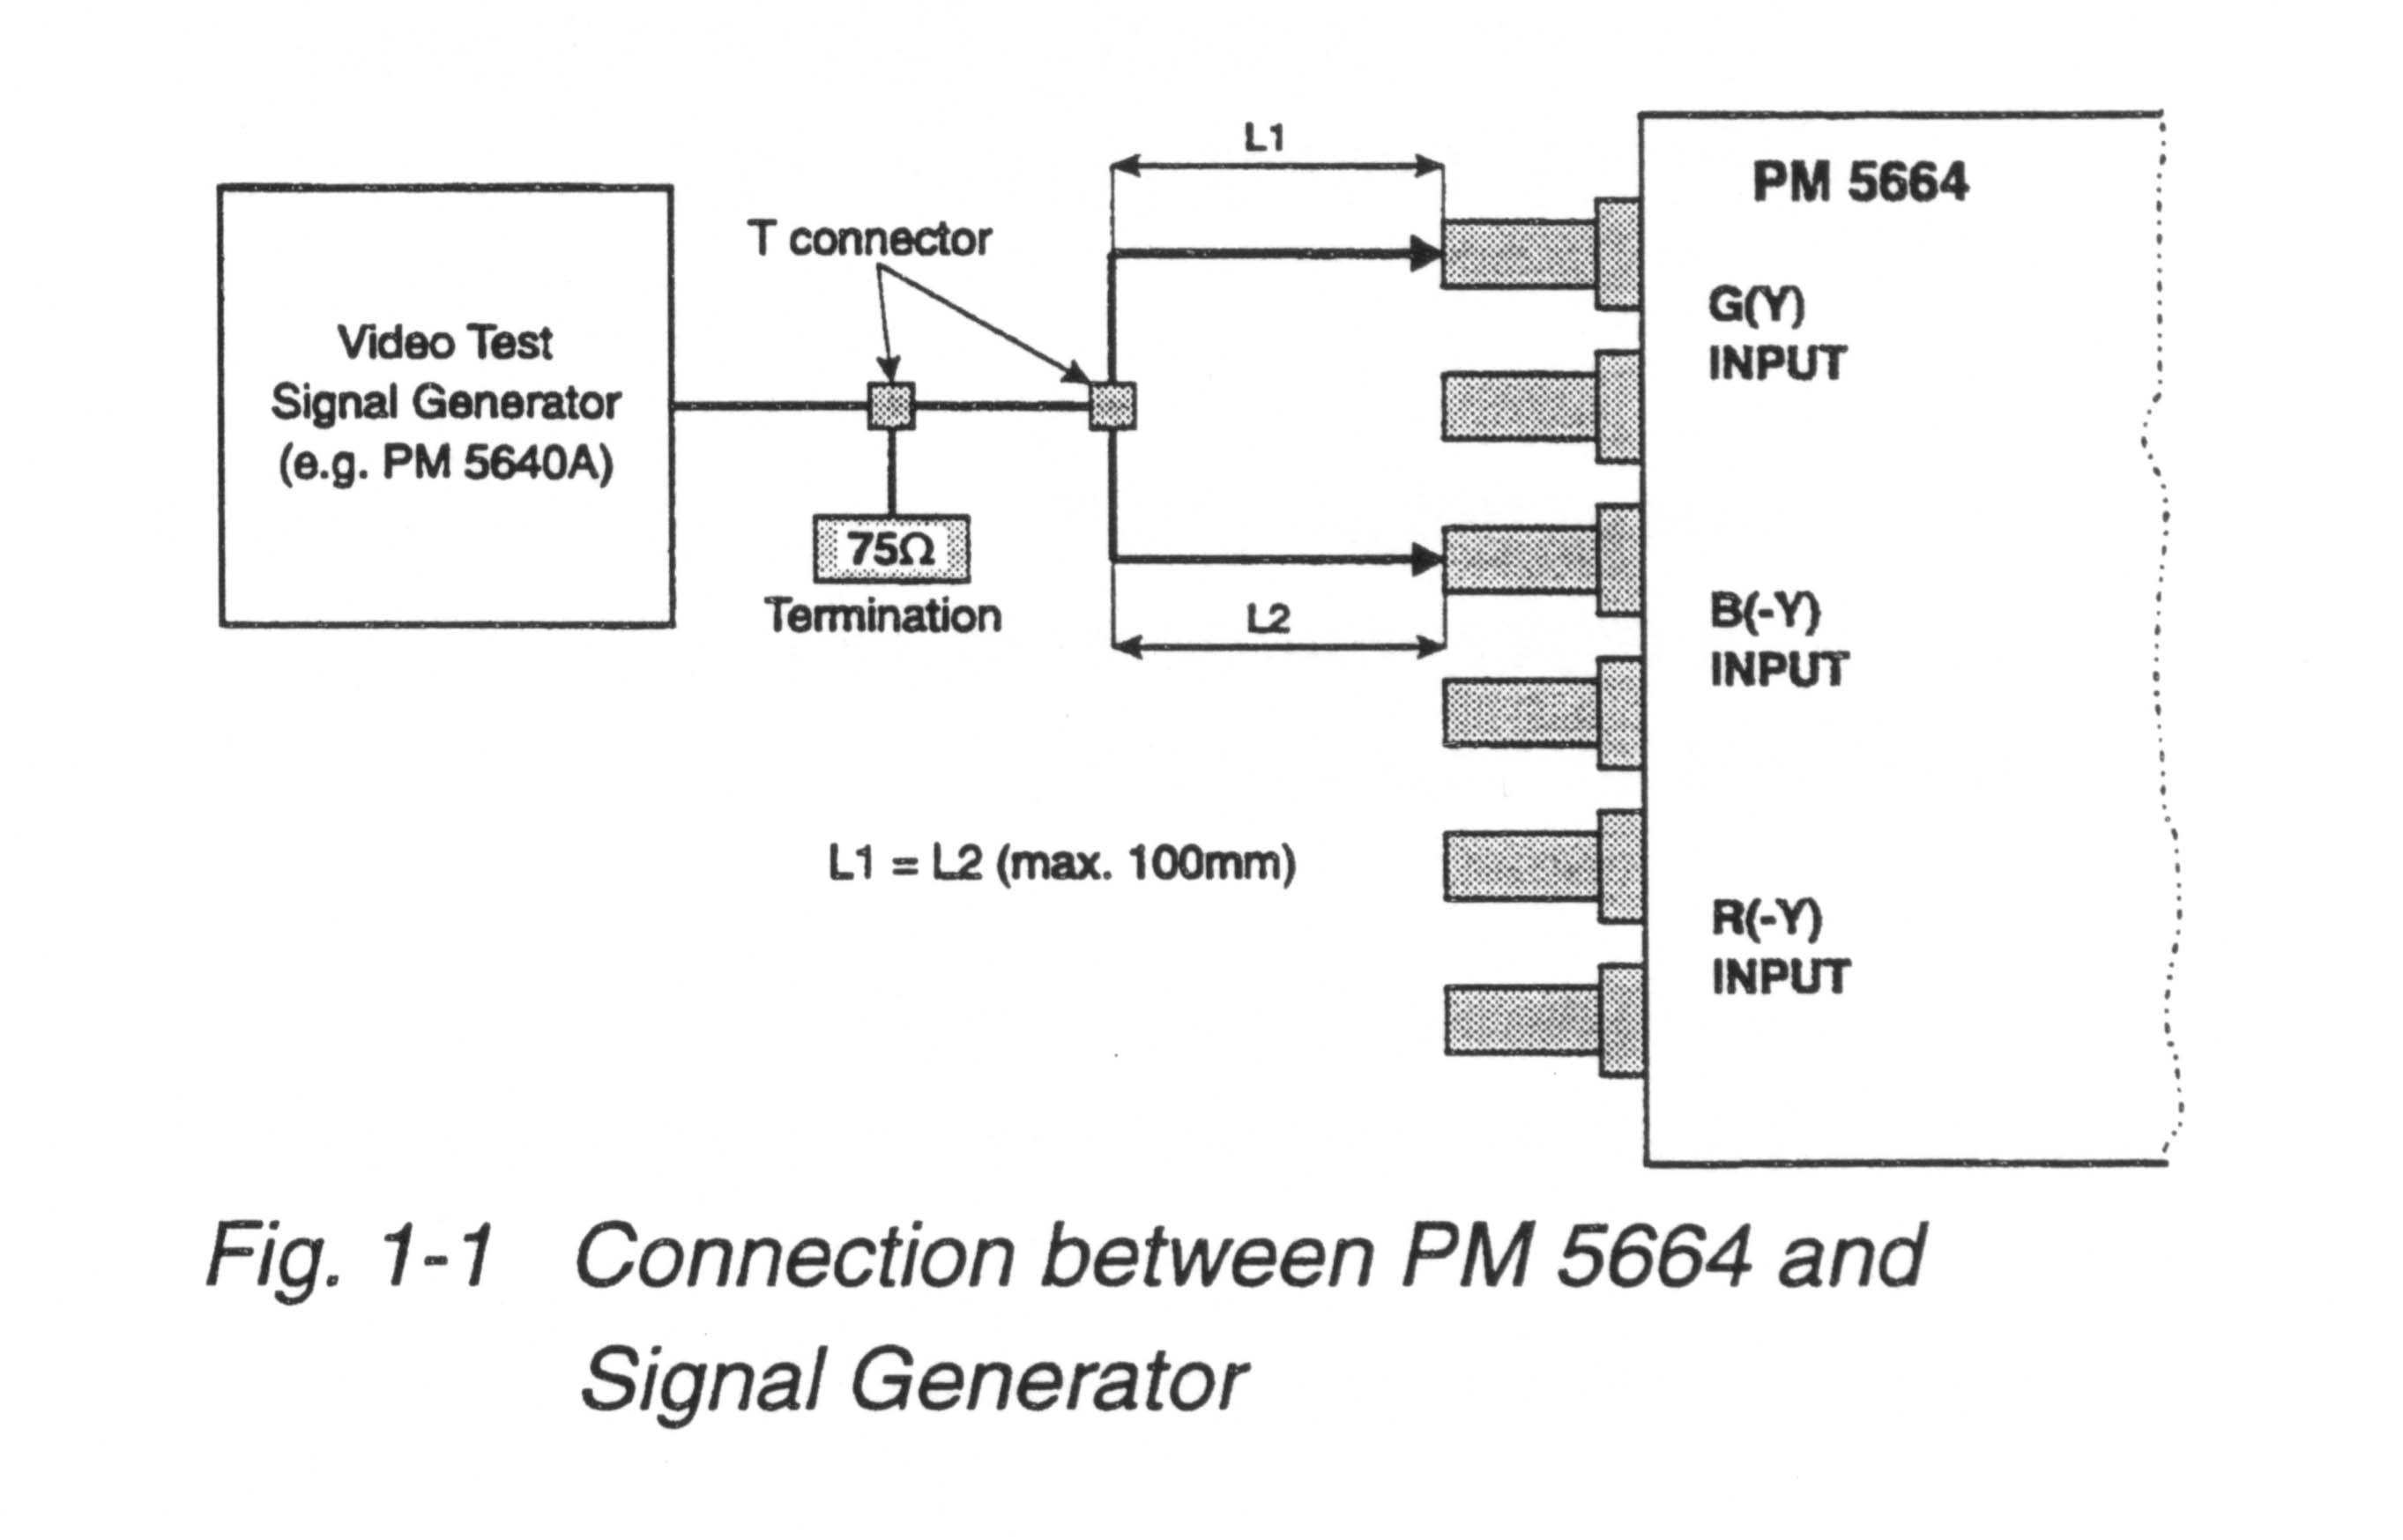 L1
PM 5664
T connector
G(Y)
INPUT
Video Test
Signal Generator
(e.g. PM 5640A)
75Ω
Termination
L2
B(-Y)
INPUT
L1 = L2 (max. 100mm)
R(-Y)
INPUT
Fig. 1-1 Connection between PM 5664 and
Signal Generator